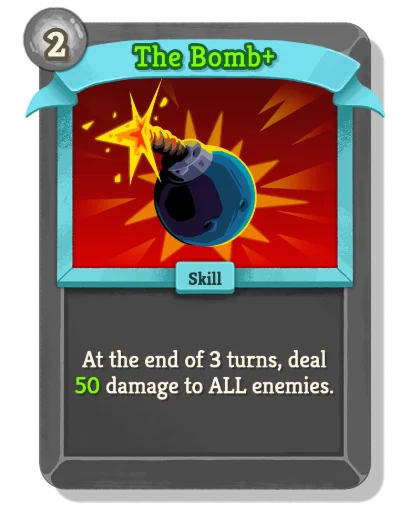 2
The Bomb+
Skill
At the end of 3 turns, deal
50 damage to ALL enemies.